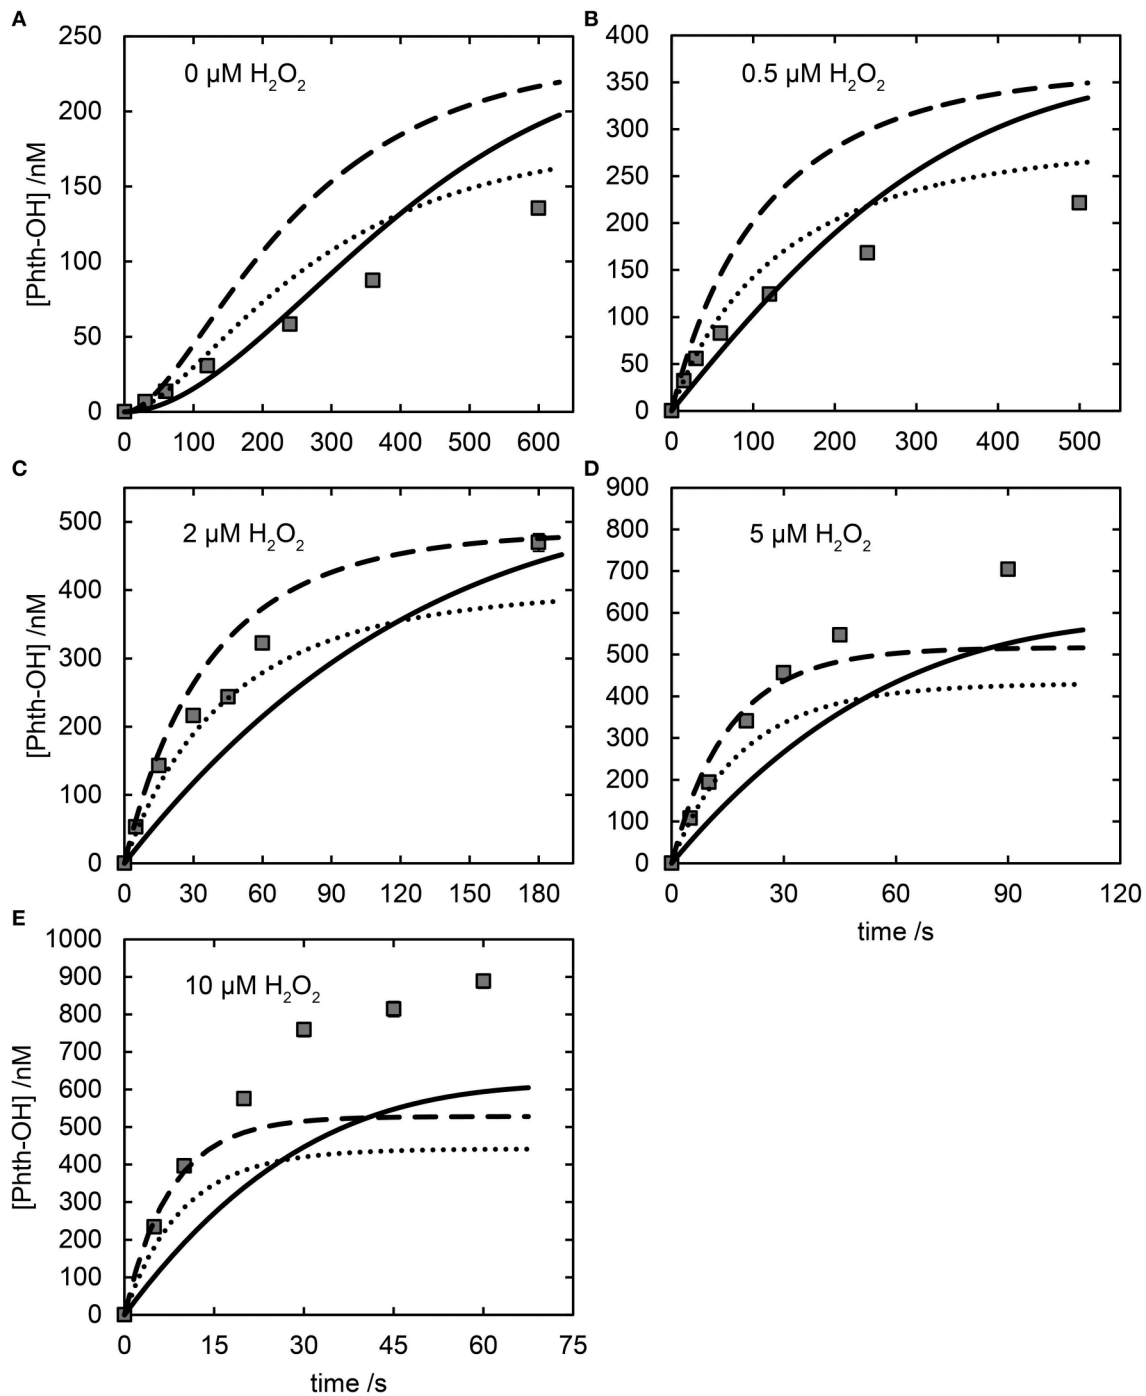 A
250
200
150
100
50
0
0 µM H₂O₂
[Phth-OH] /nM
0 100 200 300 400 500 600
B
400
350
300
250
200
150
100
50
0
0.5 µM H₂O₂
0 100 200 300 400 500
C
500
400
300
200
100
0
2 µM H₂O₂
[Phth-OH] /nM
0 30 60 90 120 150 180
D
900
800
700
600
500
400
300
200
100
0
5 µM H₂O₂
0 30 60 90 120
time /s
E
1000
900
800
700
600
500
400
300
200
100
0
10 µM H₂O₂
[Phth-OH] /nM
0 15 30 45 60 75
time /s